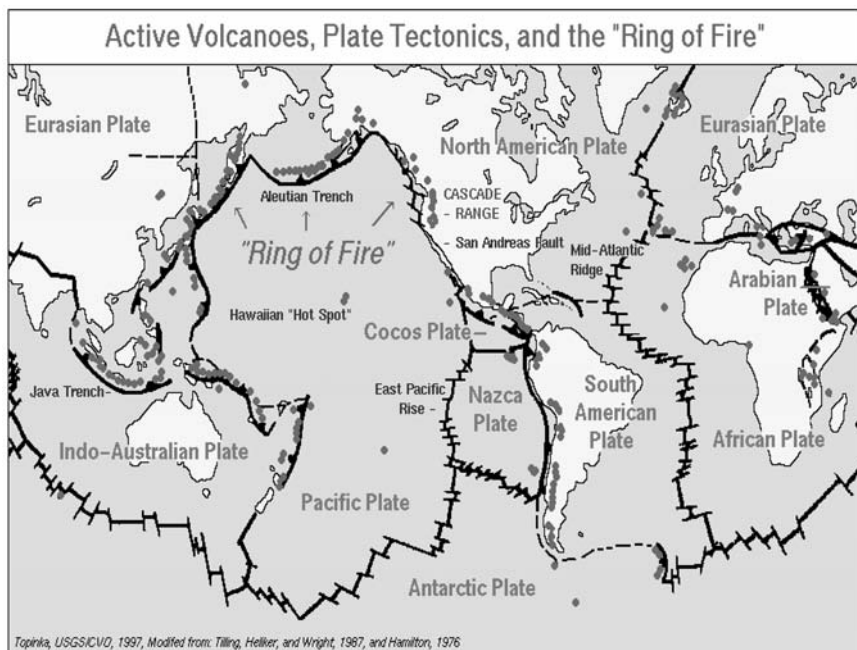 Active Volcanoes, Plate Tectonics, and the "Ring of Fire"
Eurasian Plate
North American Plate
Eurasian Plate
Aleutian Trench
CASCADE
RANGE
"Ring of Fire"
San Andreas Fault
Mid-Atlantic
Ridge
Arabian
Plate
Hawaiian "Hot Spot"
Cocos Plate
Java Trench
East Pacific
Rise
Nazca
Plate
South
American
Plate
Indo-Australian Plate
African Plate
Pacific Plate
Antarctic Plate
Topinka, USGS/CVO, 1997, Modified from: Tilling, Heliker, and Wright, 1987, and Hamilton, 1976